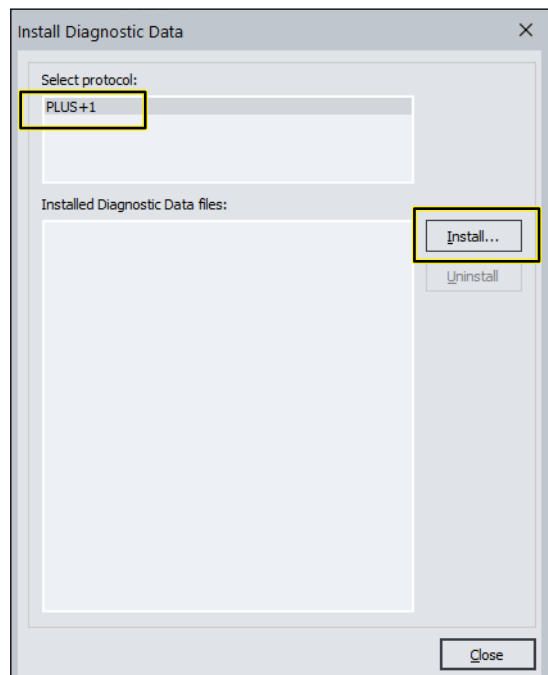 Install Diagnostic Data
Select protocol:
PLUS+1
Installed Diagnostic Data files:
Install...
Uninstall
Close